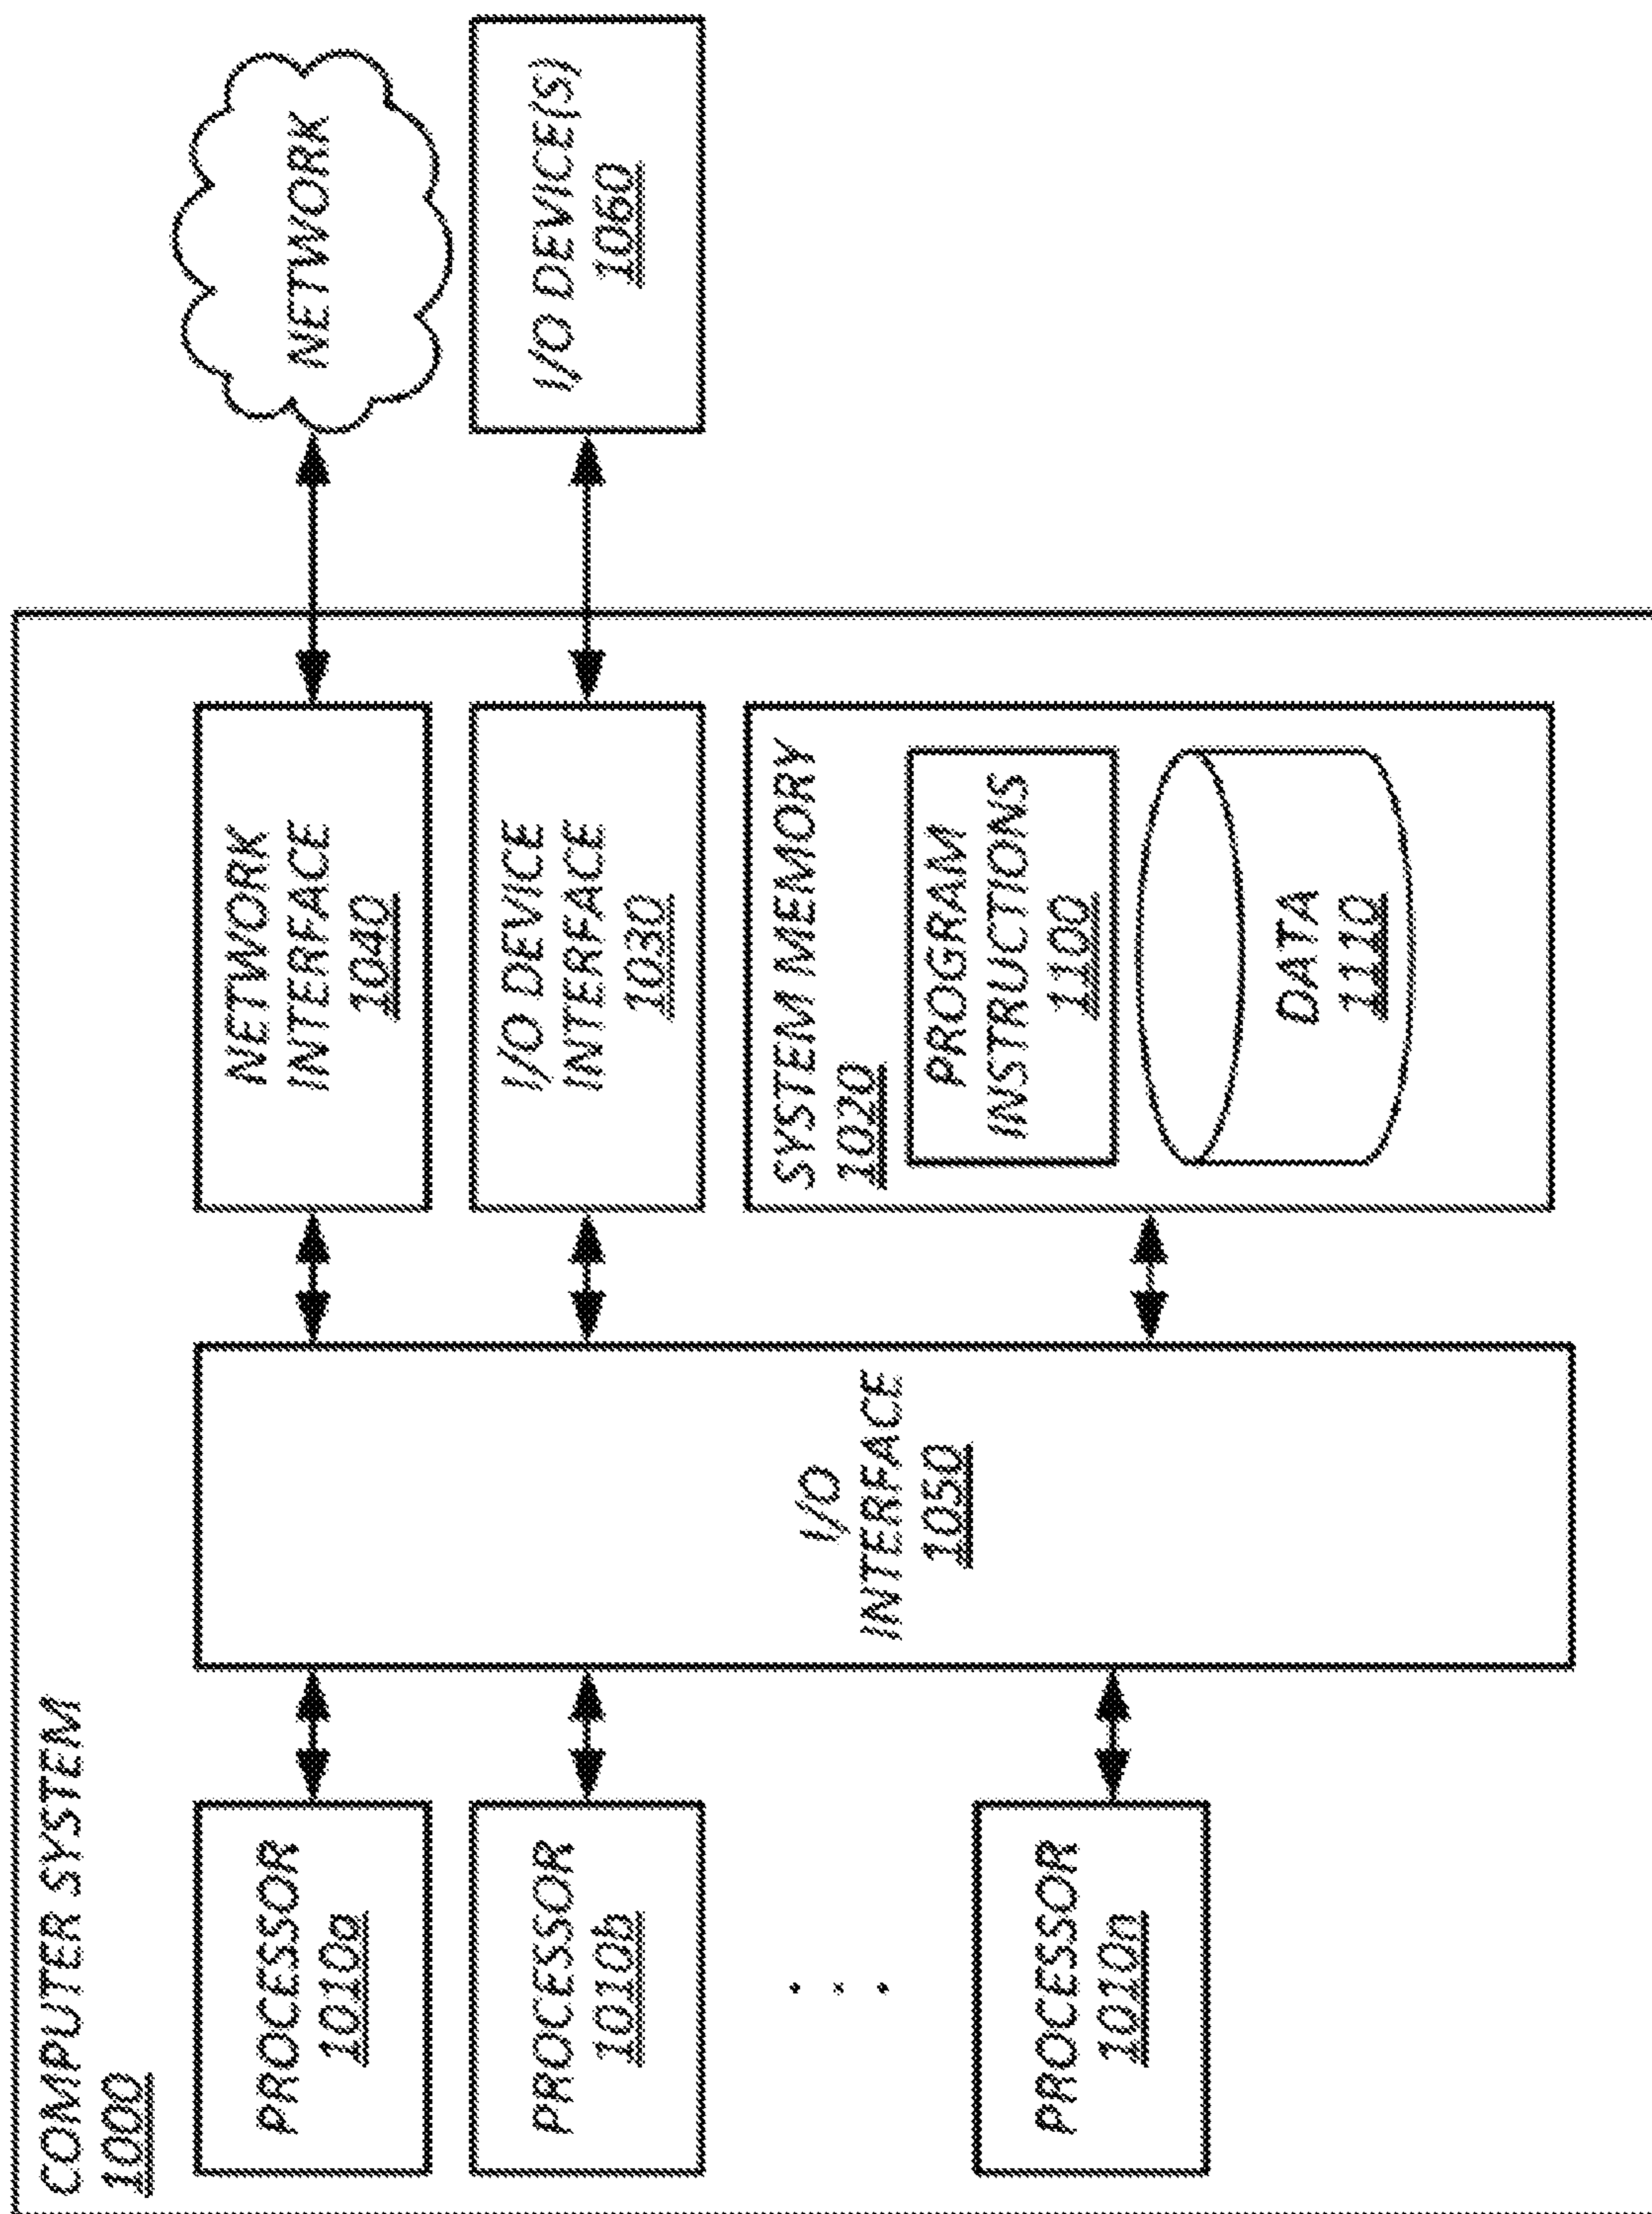 COMPUTER SYSTEM
1000
PROCESSOR
1010a
PROCESSOR
1010b
. . .
PROCESSOR
1010n
I/O
INTERFACE
1050
NETWORK
INTERFACE
1040
I/O DEVICE
INTERFACE
1030
SYSTEM MEMORY
1020
PROGRAM
INSTRUCTIONS
1100
DATA
1110
NETWORK
I/O DEVICE(S)
1060